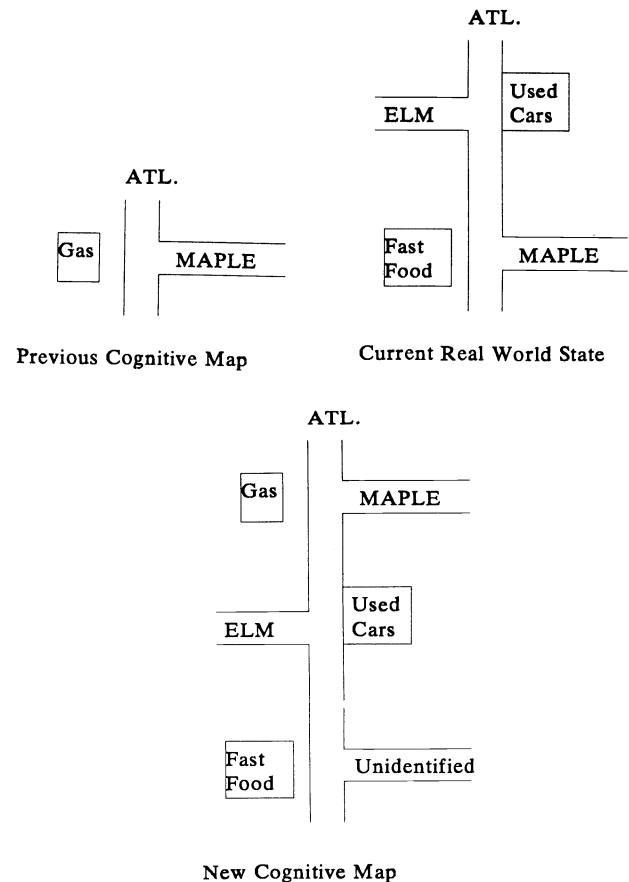 ATL.
Gas
MAPLE
Previous Cognitive Map
ATL.
ELM
Used
Cars
Fast
Food
MAPLE
Current Real World State
ATL.
Gas
MAPLE
ELM
Used
Cars
Fast
Food
Unidentified
New Cognitive Map